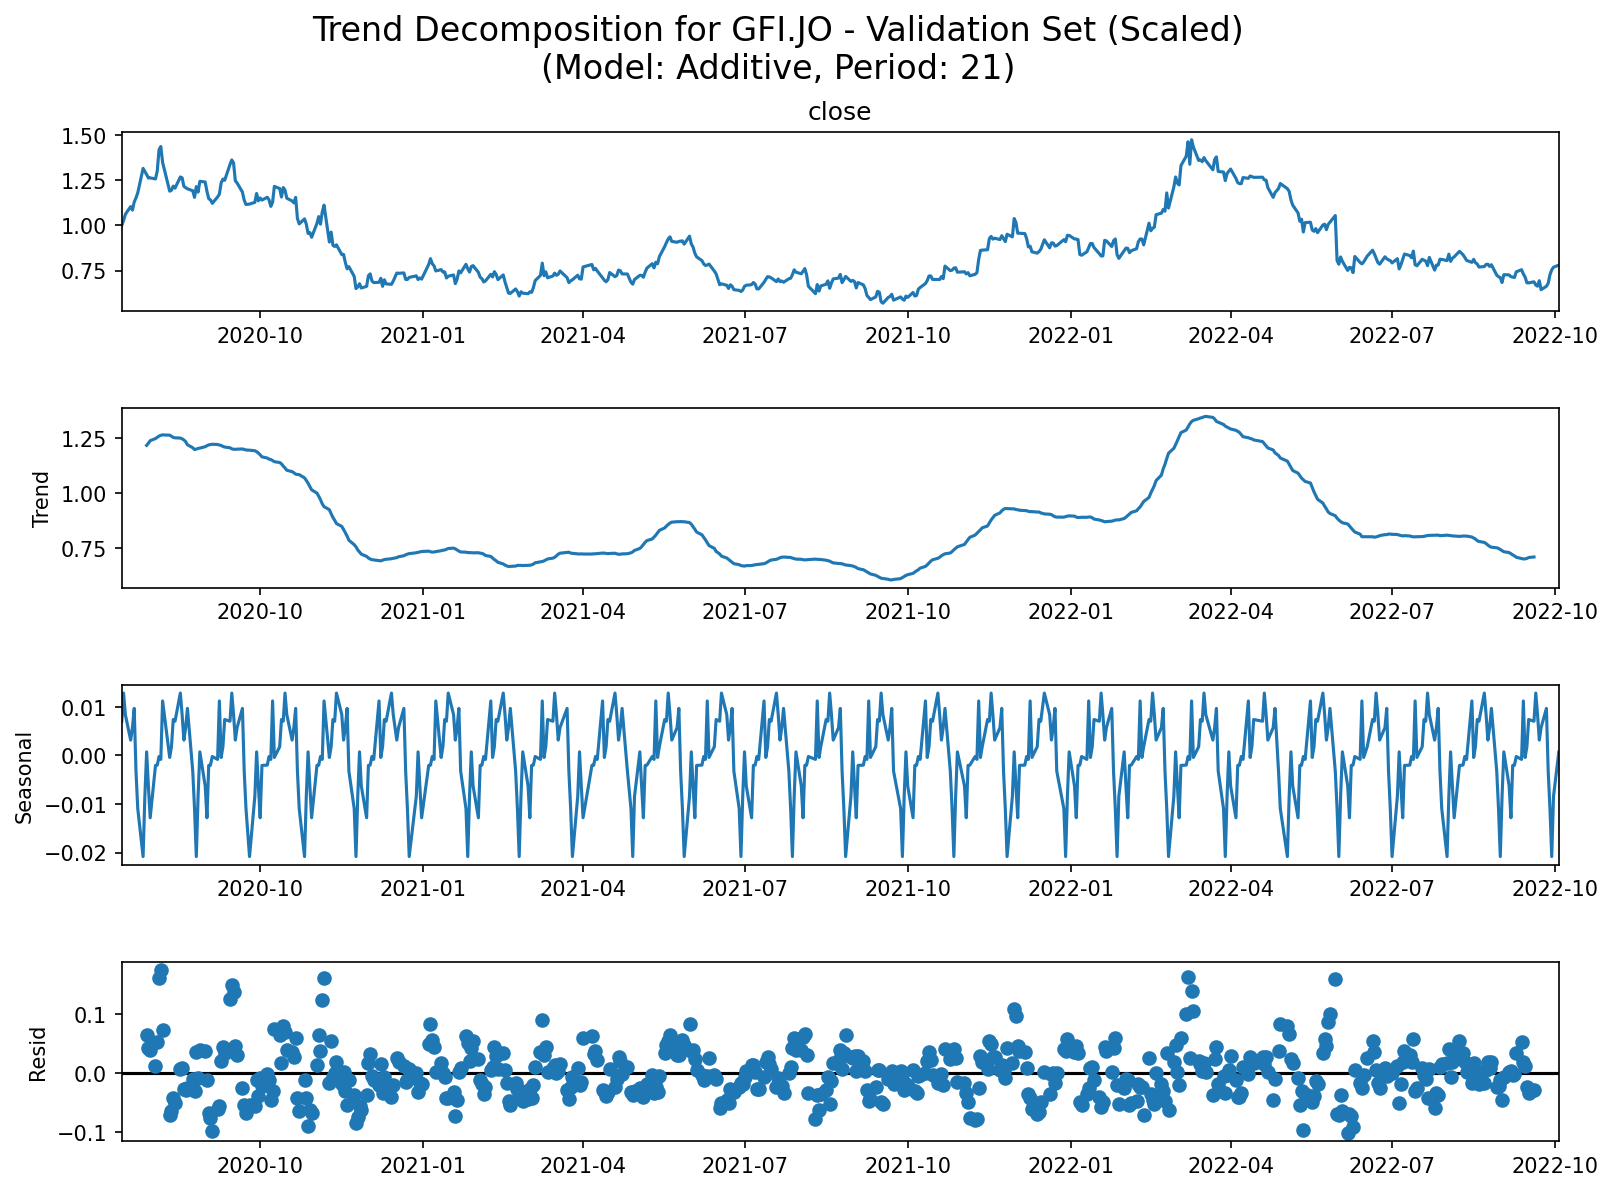 Trend Decomposition for GFI.JO - Validation Set (Scaled)
(Model: Additive, Period: 21)
close
1.50
1.25
1.00
0.75
2020-10 2021-01 2021-04 2021-07 2021-10 2022-01 2022-04 2022-07 2022-10
Trend
1.25
1.00
0.75
2020-10 2021-01 2021-04 2021-07 2021-10 2022-01 2022-04 2022-07 2022-10
Seasonal
0.01
0.00
−0.01
−0.02
2020-10 2021-01 2021-04 2021-07 2021-10 2022-01 2022-04 2022-07 2022-10
Resid
0.1
0.0
−0.1
2020-10 2021-01 2021-04 2021-07 2021-10 2022-01 2022-04 2022-07 2022-10